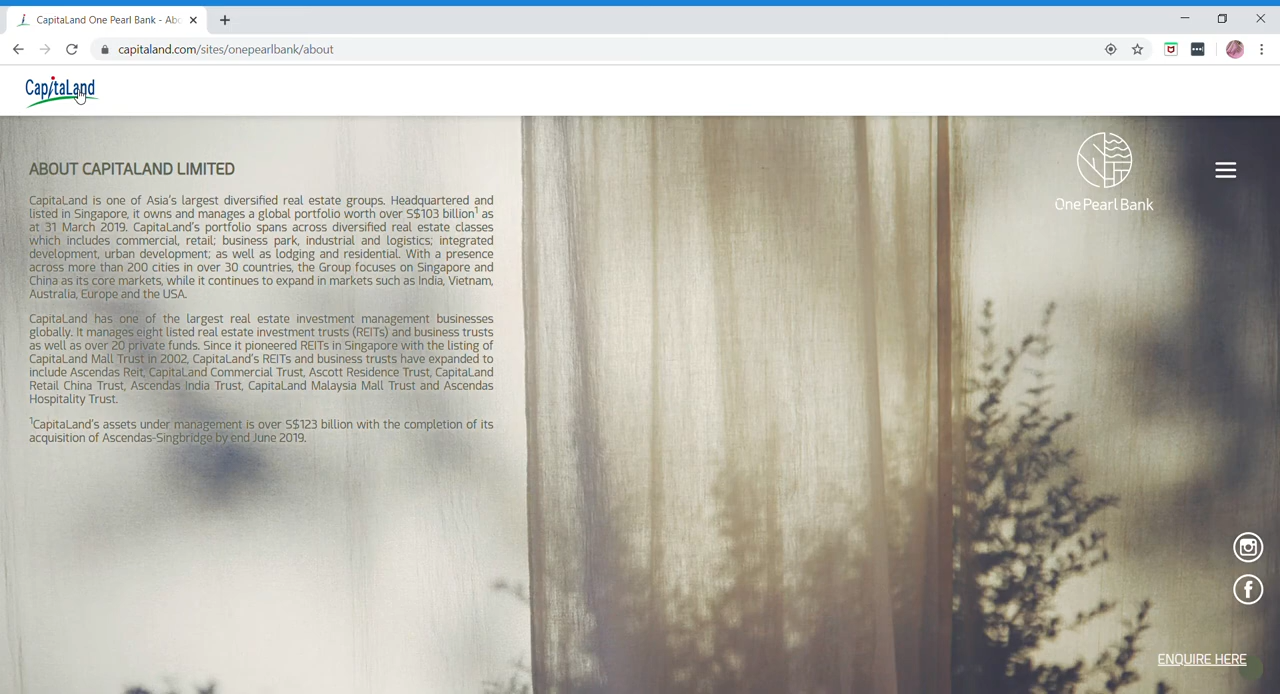 CapitaLand One Pearl Bank - Abo
capitaland.com/sites/onepearlbank/about
CapitaLand
One Pearl Bank
ABOUT CAPITALAND LIMITED
CapitaLand is one of Asia's largest diversified real estate groups. Headquartered and
listed in Singapore, it owns and manages a global portfolio worth over S$103 billion¹ as
at 31 March 2019. CapitaLand's portfolio spans across diversified real estate classes
which includes commercial, retail; business park, industrial and logistics; integrated
development, urban development; as well as lodging and residential. With a presence
across more than 200 cities in over 30 countries, the Group focuses on Singapore and
China as its core markets, while it continues to expand in markets such as India, Vietnam,
Australia, Europe and the USA.
CapitaLand has one of the largest real estate investment management businesses
globally. It manages eight listed real estate investment trusts (REITs) and business trusts
as well as over 20 private funds. Since it pioneered REITs in Singapore with the listing of
CapitaLand Mall Trust in 2002, CapitaLand's REITs and business trusts have expanded to
include Ascendas Reit, CapitaLand Commercial Trust, Ascott Residence Trust, CapitaLand
Retail China Trust, Ascendas India Trust, CapitaLand Malaysia Mall Trust and Ascendas
Hospitality Trust.
¹CapitaLand's assets under management is over S$123 billion with the completion of its
acquisition of Ascendas-Singbridge by end June 2019.
ENQUIRE HERE